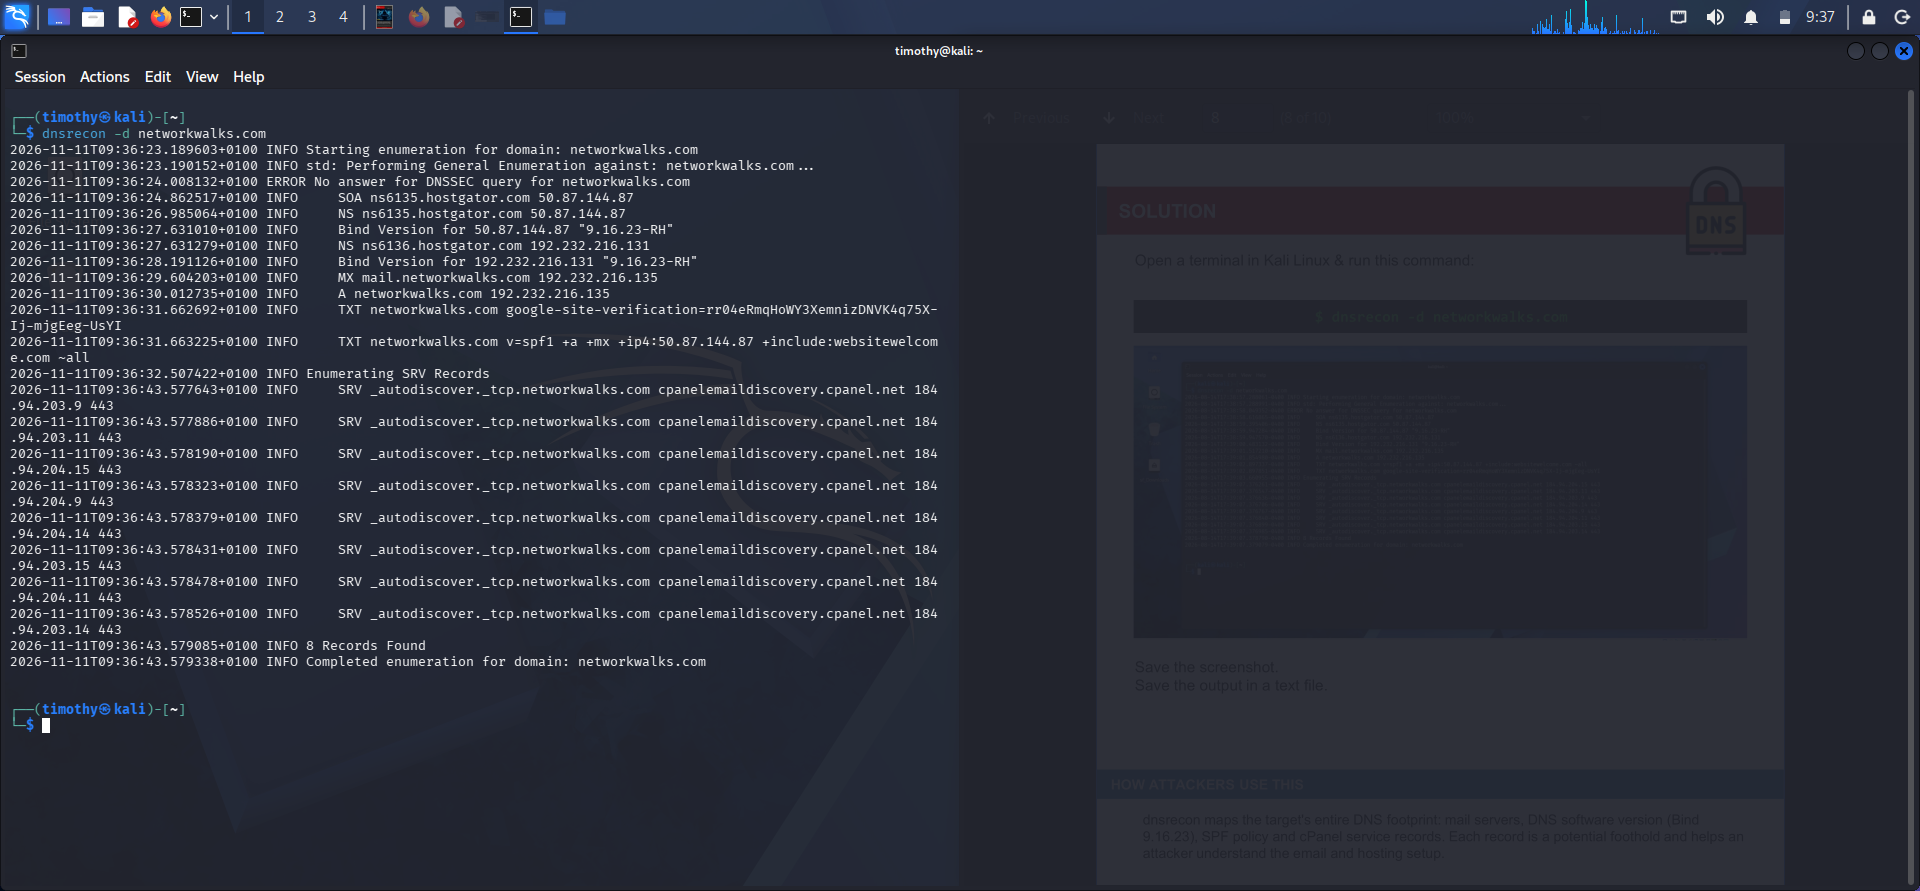 1 2 3 4
9:37
timothy@kali: ~
Session Actions Edit View Help
┌──(timothy㉿kali)-[~]
└─$ dnsrecon -d networkwalks.com
2026-11-11T09:36:23.189603+0100 INFO Starting enumeration for domain: networkwalks.com
2026-11-11T09:36:23.190152+0100 INFO std: Performing General Enumeration against: networkwalks.com...
2026-11-11T09:36:24.008132+0100 ERROR No answer for DNSSEC query for networkwalks.com
2026-11-11T09:36:24.862517+0100 INFO SOA ns6135.hostgator.com 50.87.144.87
2026-11-11T09:36:26.985064+0100 INFO NS ns6135.hostgator.com 50.87.144.87
2026-11-11T09:36:27.631010+0100 INFO Bind Version for 50.87.144.87 "9.16.23-RH"
2026-11-11T09:36:27.631279+0100 INFO NS ns6136.hostgator.com 192.232.216.131
2026-11-11T09:36:28.191126+0100 INFO Bind Version for 192.232.216.131 "9.16.23-RH"
2026-11-11T09:36:29.604203+0100 INFO MX mail.networkwalks.com 192.232.216.135
2026-11-11T09:36:30.012735+0100 INFO A networkwalks.com 192.232.216.135
2026-11-11T09:36:31.662692+0100 INFO TXT networkwalks.com google-site-verification=rr04eRmqHoWY3XemnizDNVK4q75X-
Ij-mjgEeg-UsYI
2026-11-11T09:36:31.663225+0100 INFO TXT networkwalks.com v=spf1 +a +mx +ip4:50.87.144.87 +include:websitewelcom
e.com ~all
2026-11-11T09:36:32.507422+0100 INFO Enumerating SRV Records
2026-11-11T09:36:43.577643+0100 INFO SRV _autodiscover._tcp.networkwalks.com cpanelemaildiscovery.cpanel.net 184
.94.203.9 443
2026-11-11T09:36:43.577886+0100 INFO SRV _autodiscover._tcp.networkwalks.com cpanelemaildiscovery.cpanel.net 184
.94.203.11 443
2026-11-11T09:36:43.578190+0100 INFO SRV _autodiscover._tcp.networkwalks.com cpanelemaildiscovery.cpanel.net 184
.94.204.15 443
2026-11-11T09:36:43.578323+0100 INFO SRV _autodiscover._tcp.networkwalks.com cpanelemaildiscovery.cpanel.net 184
.94.204.9 443
2026-11-11T09:36:43.578379+0100 INFO SRV _autodiscover._tcp.networkwalks.com cpanelemaildiscovery.cpanel.net 184
.94.204.14 443
2026-11-11T09:36:43.578431+0100 INFO SRV _autodiscover._tcp.networkwalks.com cpanelemaildiscovery.cpanel.net 184
.94.203.15 443
2026-11-11T09:36:43.578478+0100 INFO SRV _autodiscover._tcp.networkwalks.com cpanelemaildiscovery.cpanel.net 184
.94.204.11 443
2026-11-11T09:36:43.578526+0100 INFO SRV _autodiscover._tcp.networkwalks.com cpanelemaildiscovery.cpanel.net 184
.94.203.14 443
2026-11-11T09:36:43.579085+0100 INFO 8 Records Found
2026-11-11T09:36:43.579338+0100 INFO Completed enumeration for domain: networkwalks.com
┌──(timothy㉿kali)-[~]
└─$
Previous Next 8 (8 of 10) 100%
SOLUTION
DNS
Open a terminal in Kali Linux & run this command:
$ dnsrecon -d networkwalks.com
Save the screenshot.
Save the output in a text file.
HOW ATTACKERS USE THIS
dnsrecon maps the target's entire DNS footprint: mail servers, DNS software version (Bind
9.16.23), SPF policy and cPanel service records. Each record is a potential foothold and helps an
attacker understand the email and hosting setup.